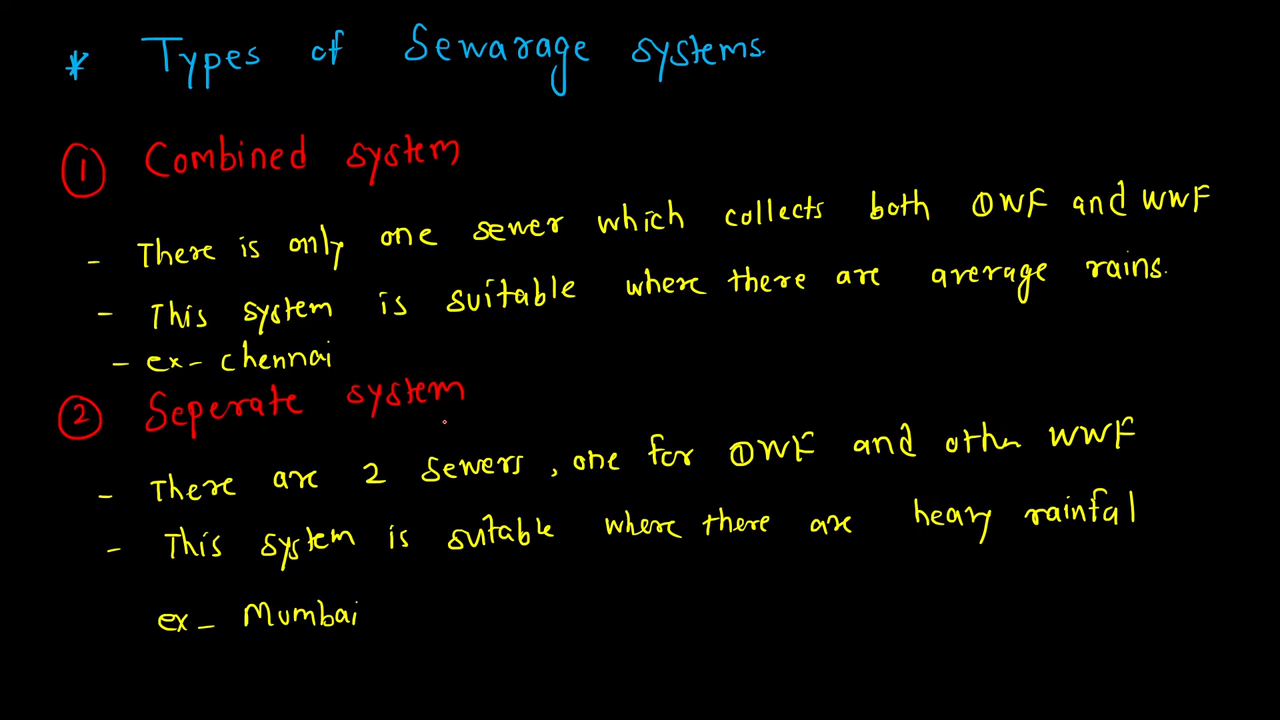 * Types of Sewarage systems.
1 Combined system
- There is only one sewer which collects both DWF and WWF
- This system is suitable where there are average rains.
- ex - chennai
2 Seperate system
- There are 2 sewers, one for DWF and other WWF
- This system is suitable where there are heavy rainfal
ex - Mumbai